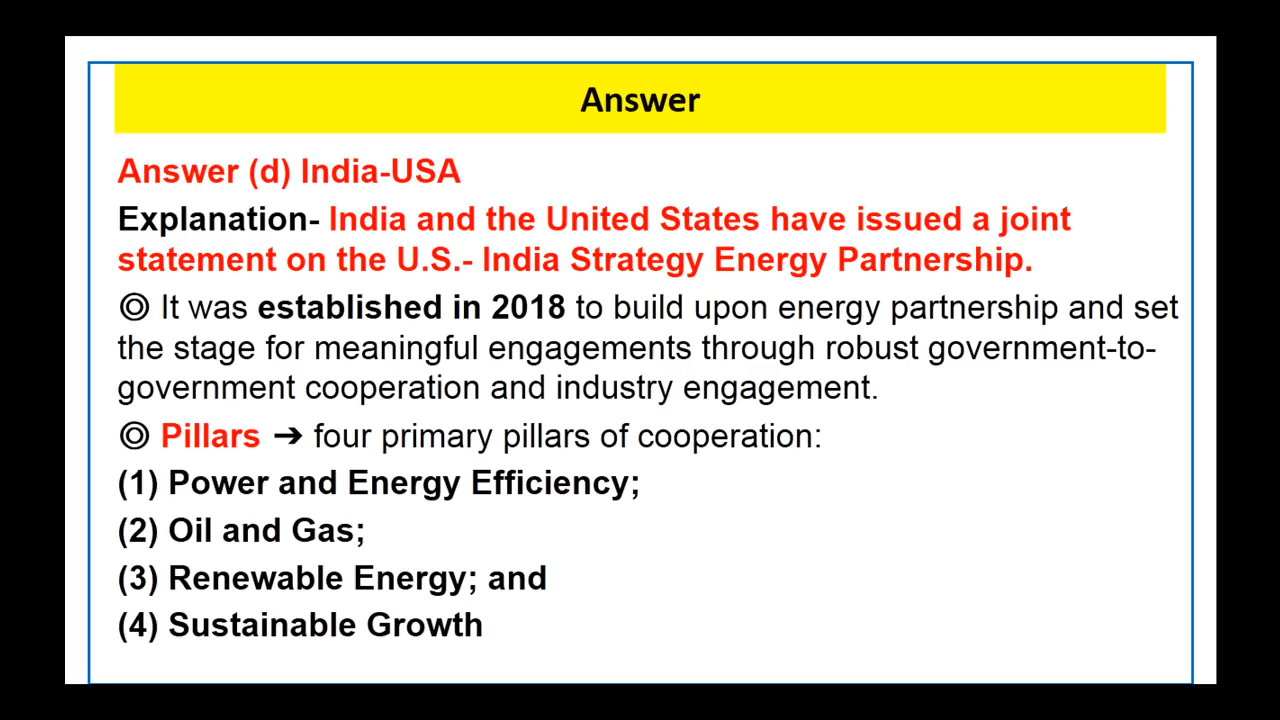 Answer
Answer (d) India-USA
Explanation- India and the United States have issued a joint
statement on the U.S.- India Strategy Energy Partnership.
◎ It was established in 2018 to build upon energy partnership and set
the stage for meaningful engagements through robust government-to-
government cooperation and industry engagement.
◎ Pillars ➔ four primary pillars of cooperation:
(1) Power and Energy Efficiency;
(2) Oil and Gas;
(3) Renewable Energy; and
(4) Sustainable Growth